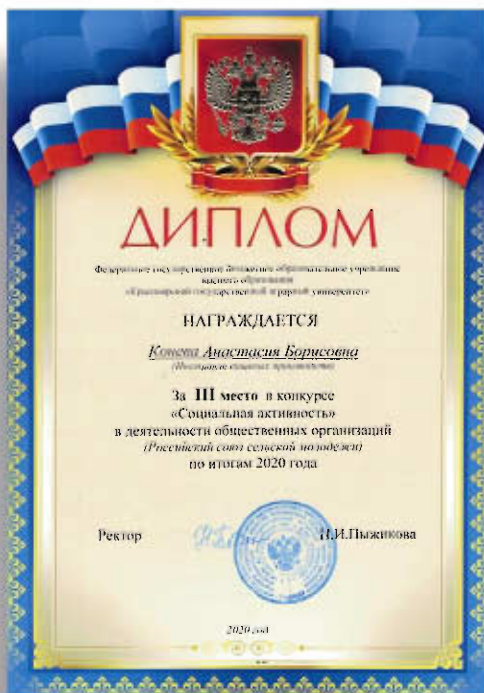 ДИПЛОМ
Федеральное государственное бюджетное образовательное учреждение
высшего образования
«Красноярский государственный аграрный университет»
НАГРАЖДАЕТСЯ
Анастасия Борисовна
За III место в конкурсе
«Социальная активность»
в деятельности общественных организаций
(Российский союз сельской молодежи)
по итогам 2020 года
Ректор
Н.И.Пыжикова
2020 год